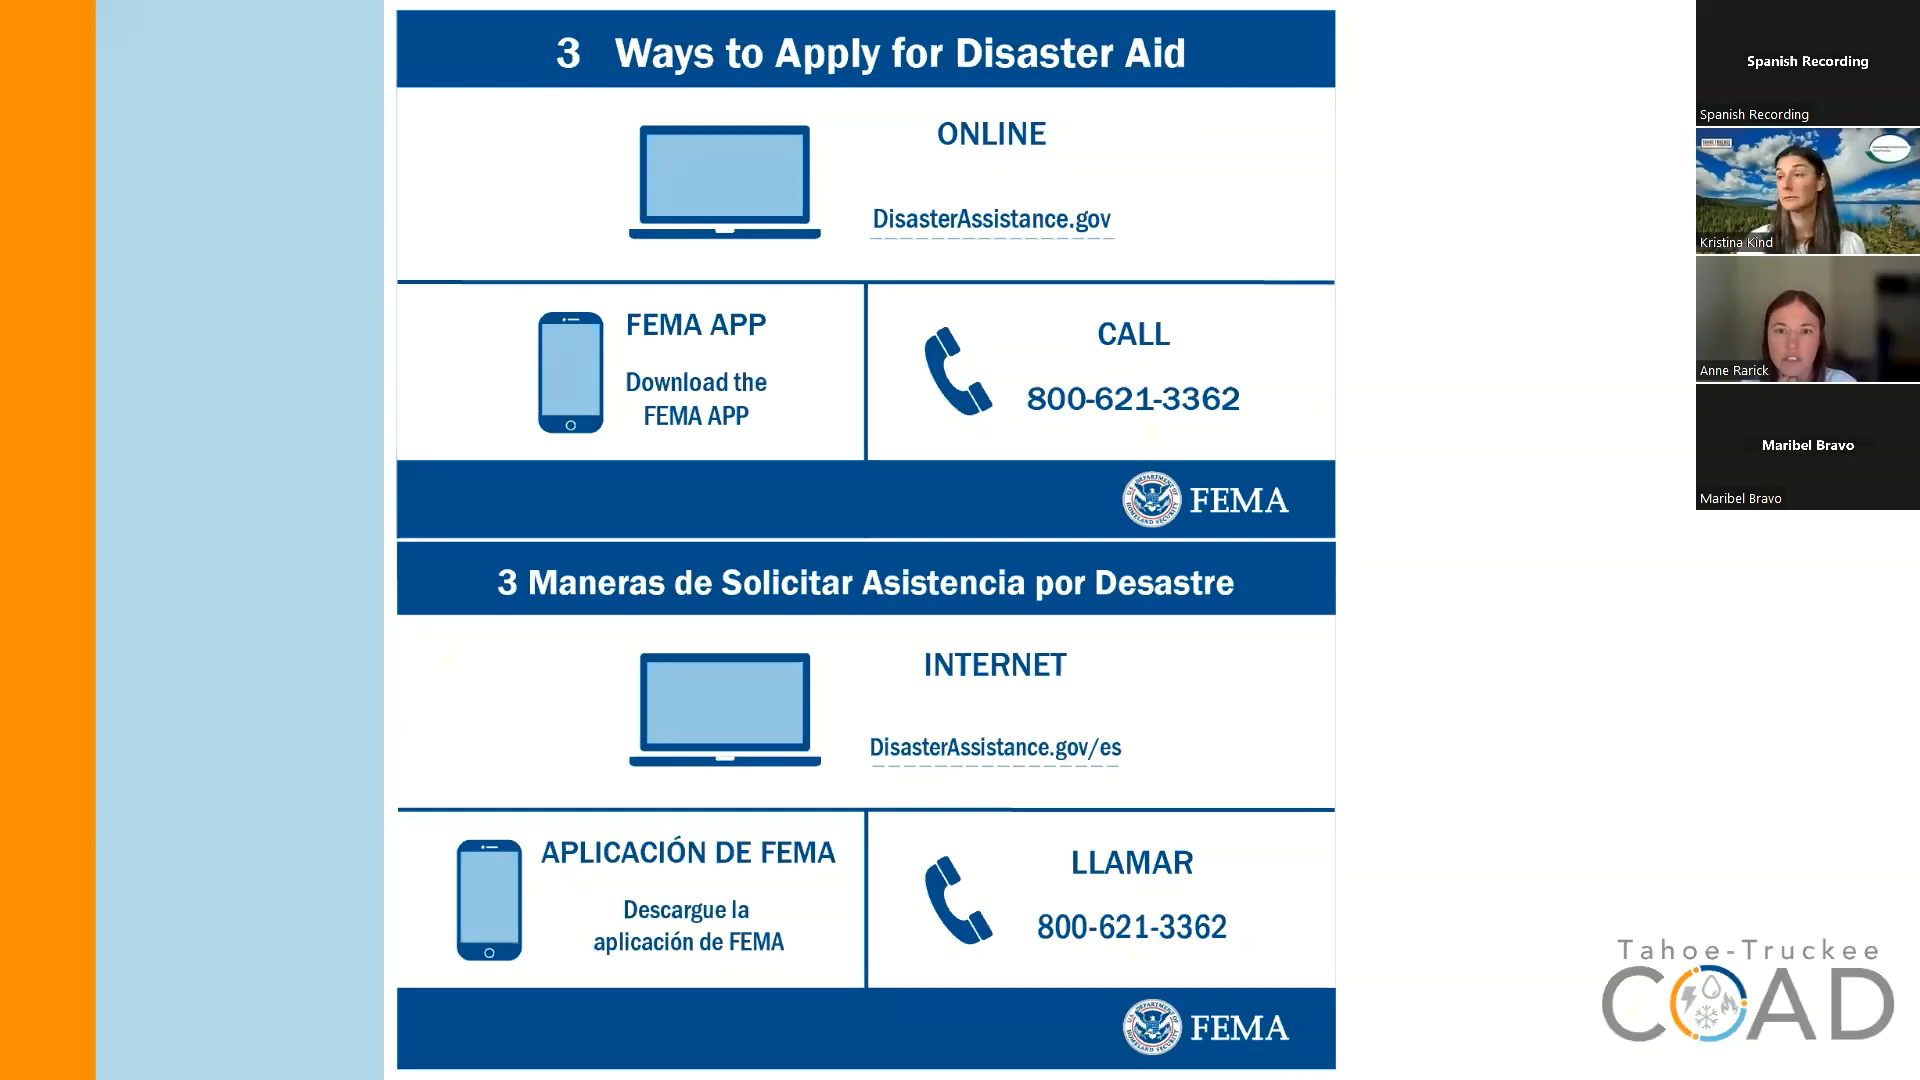 3 Ways to Apply for Disaster Aid
ONLINE
DisasterAssistance.gov
FEMA APP
Download the
FEMA APP
CALL
800-621-3362
FEMA
3 Maneras de Solicitar Asistencia por Desastre
INTERNET
DisasterAssistance.gov/es
APLICACIÓN DE FEMA
Descargue la
aplicación de FEMA
LLAMAR
800-621-3362
FEMA
Spanish Recording
Spanish Recording
Kristina Kind
Anne Rarick
Maribel Bravo
Maribel Bravo
Tahoe-Truckee
COAD